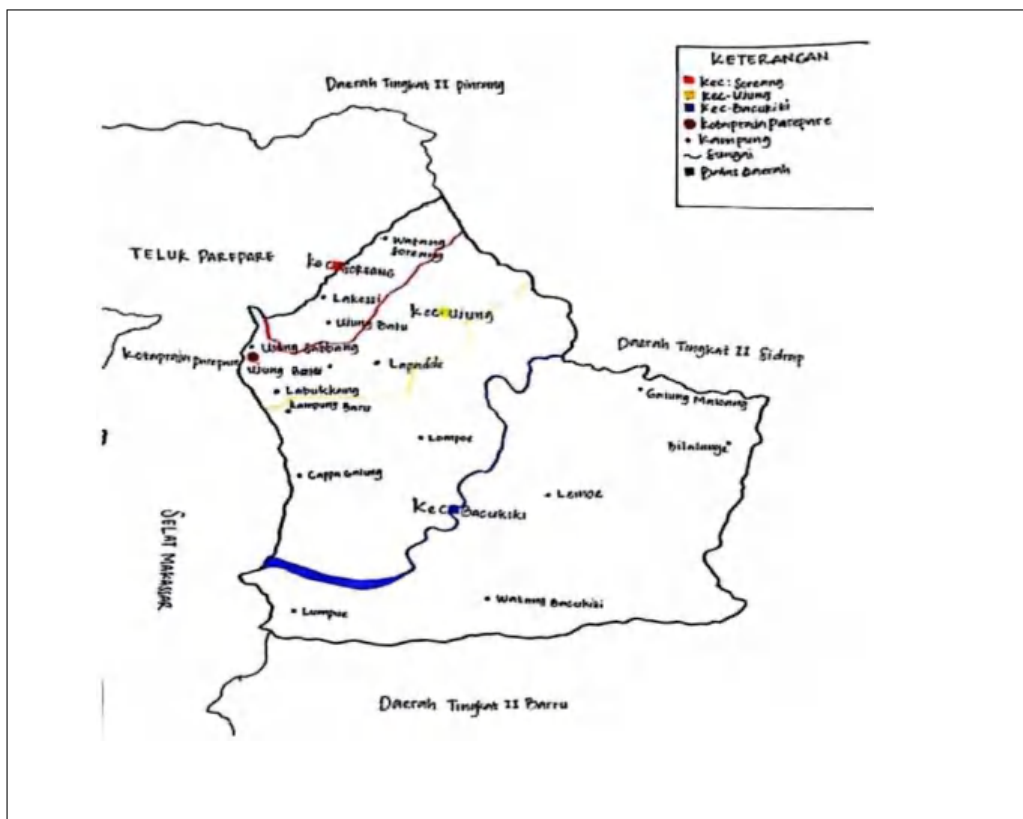 KETERANGAN
Kec: Soreang
Kec-Ujung
Kec-Bacukiki
Kotapraja parepare
Kampung
Sungai
Batas Daerah
Daerah Tingkat II pinrang
TELUK PAREPARE
Watang
Soreang
Kec SOREANG
Lakessi
Ujung Batu
Kec-Ujung
Daerah Tingkat II Sidrap
Kotapraja parepare
Ujung
Ujung
Lapadde
Labukkang
Kampung Baru
Galung Maloang
Lompoe
Bilalange
Cappa Galung
Lemoe
Kec Bacukiki
SELAT MAKASSAR
Lumpue
Watang Bacukiki
Daerah Tingkat II Barru